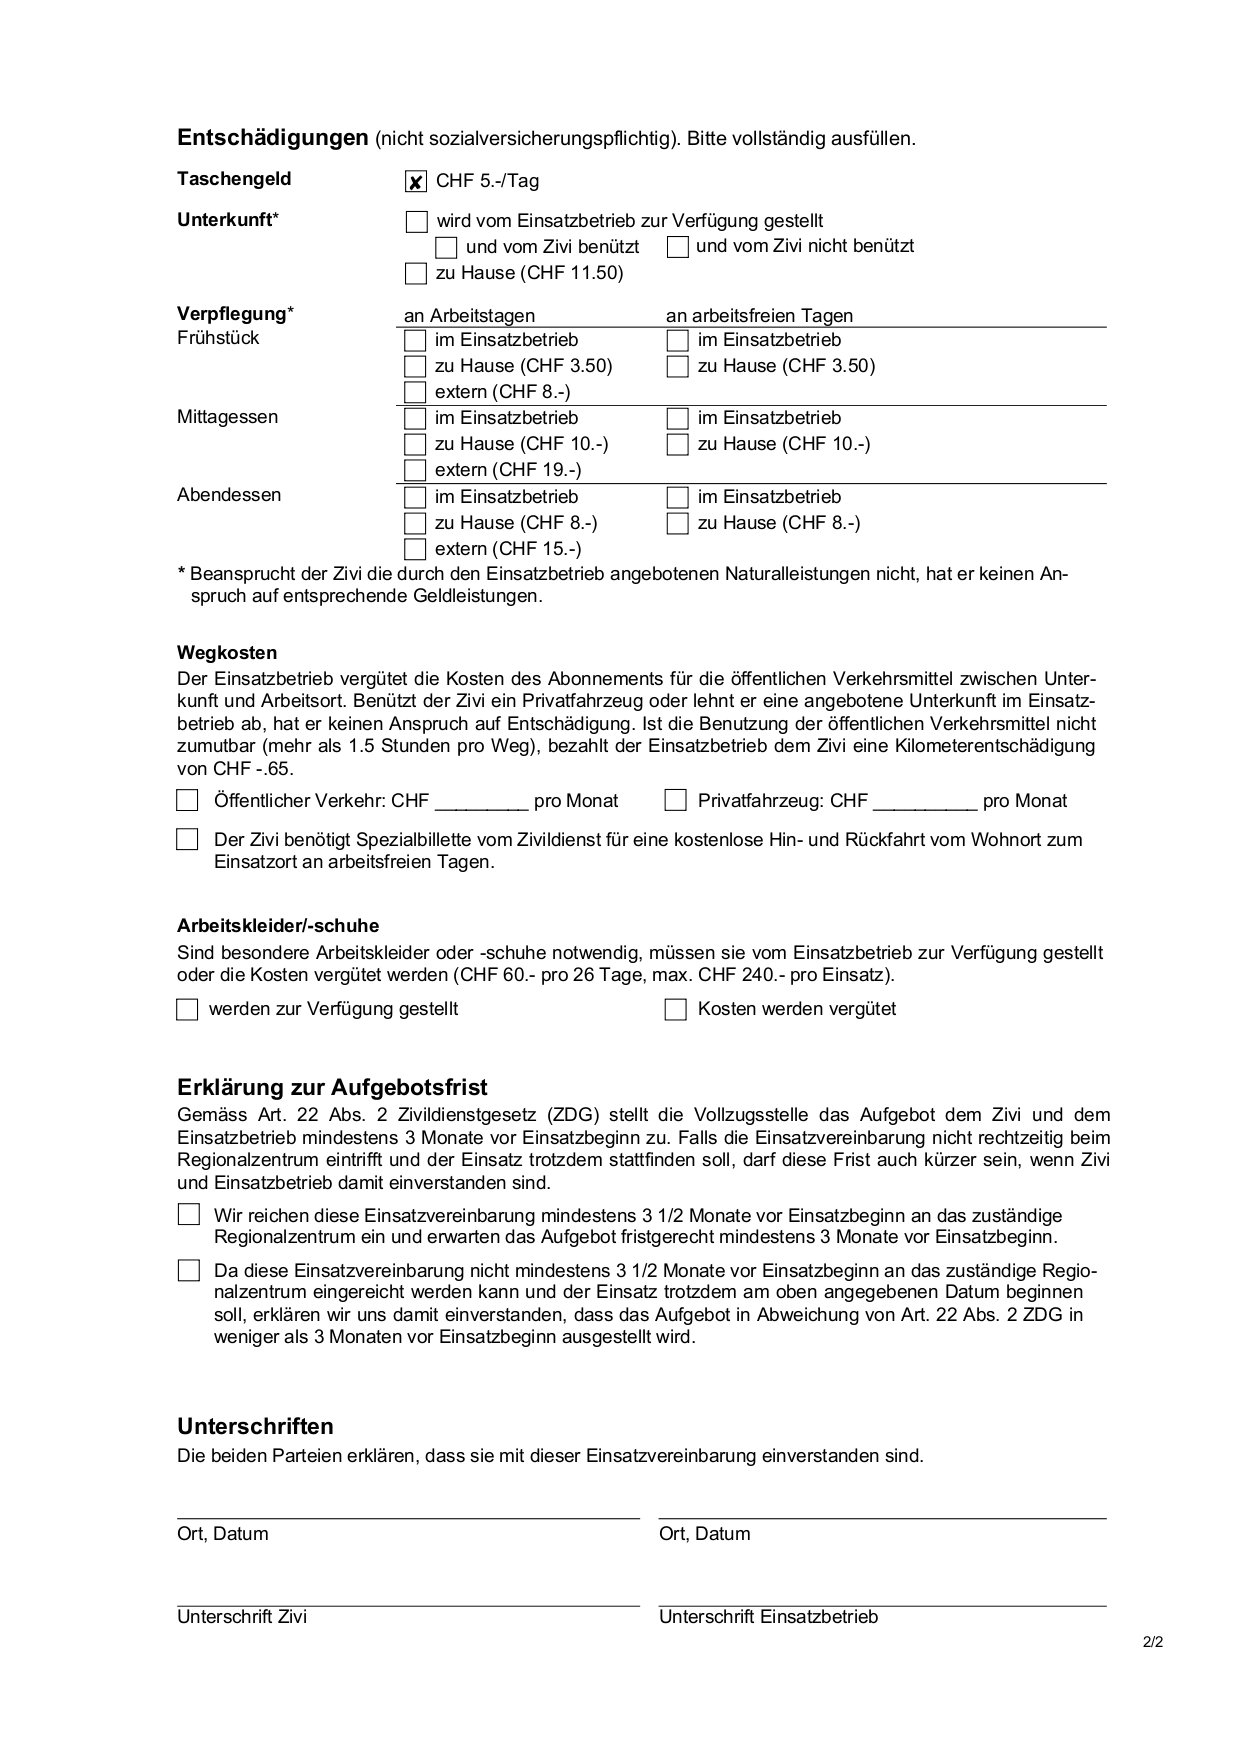 Entschädigungen (nicht sozialversicherungspflichtig). Bitte vollständig ausfüllen.
Taschengeld ✘ CHF 5.-/Tag
Unterkunft* wird vom Einsatzbetrieb zur Verfügung gestellt
und vom Zivi benützt und vom Zivi nicht benützt
zu Hause (CHF 11.50)
Verpflegung* an Arbeitstagen an arbeitsfreien Tagen
Frühstück im Einsatzbetrieb im Einsatzbetrieb
zu Hause (CHF 3.50) zu Hause (CHF 3.50)
extern (CHF 8.-)
Mittagessen im Einsatzbetrieb im Einsatzbetrieb
zu Hause (CHF 10.-) zu Hause (CHF 10.-)
extern (CHF 19.-)
Abendessen im Einsatzbetrieb im Einsatzbetrieb
zu Hause (CHF 8.-) zu Hause (CHF 8.-)
extern (CHF 15.-)
* Beansprucht der Zivi die durch den Einsatzbetrieb angebotenen Naturalleistungen nicht, hat er keinen An-
spruch auf entsprechende Geldleistungen.
Wegkosten
Der Einsatzbetrieb vergütet die Kosten des Abonnements für die öffentlichen Verkehrsmittel zwischen Unter-
kunft und Arbeitsort. Benützt der Zivi ein Privatfahrzeug oder lehnt er eine angebotene Unterkunft im Einsatz-
betrieb ab, hat er keinen Anspruch auf Entschädigung. Ist die Benutzung der öffentlichen Verkehrsmittel nicht
zumutbar (mehr als 1.5 Stunden pro Weg), bezahlt der Einsatzbetrieb dem Zivi eine Kilometerentschädigung
von CHF -.65.
Öffentlicher Verkehr: CHF _________ pro Monat Privatfahrzeug: CHF __________ pro Monat
Der Zivi benötigt Spezialbillette vom Zivildienst für eine kostenlose Hin- und Rückfahrt vom Wohnort zum
Einsatzort an arbeitsfreien Tagen.
Arbeitskleider/-schuhe
Sind besondere Arbeitskleider oder -schuhe notwendig, müssen sie vom Einsatzbetrieb zur Verfügung gestellt
oder die Kosten vergütet werden (CHF 60.- pro 26 Tage, max. CHF 240.- pro Einsatz).
werden zur Verfügung gestellt Kosten werden vergütet
Erklärung zur Aufgebotsfrist
Gemäss Art. 22 Abs. 2 Zivildienstgesetz (ZDG) stellt die Vollzugsstelle das Aufgebot dem Zivi und dem
Einsatzbetrieb mindestens 3 Monate vor Einsatzbeginn zu. Falls die Einsatzvereinbarung nicht rechtzeitig beim
Regionalzentrum eintrifft und der Einsatz trotzdem stattfinden soll, darf diese Frist auch kürzer sein, wenn Zivi
und Einsatzbetrieb damit einverstanden sind.
Wir reichen diese Einsatzvereinbarung mindestens 3 1/2 Monate vor Einsatzbeginn an das zuständige
Regionalzentrum ein und erwarten das Aufgebot fristgerecht mindestens 3 Monate vor Einsatzbeginn.
Da diese Einsatzvereinbarung nicht mindestens 3 1/2 Monate vor Einsatzbeginn an das zuständige Regio-
nalzentrum eingereicht werden kann und der Einsatz trotzdem am oben angegebenen Datum beginnen
soll, erklären wir uns damit einverstanden, dass das Aufgebot in Abweichung von Art. 22 Abs. 2 ZDG in
weniger als 3 Monaten vor Einsatzbeginn ausgestellt wird.
Unterschriften
Die beiden Parteien erklären, dass sie mit dieser Einsatzvereinbarung einverstanden sind.
Ort, Datum Ort, Datum
Unterschrift Zivi Unterschrift Einsatzbetrieb
2/2